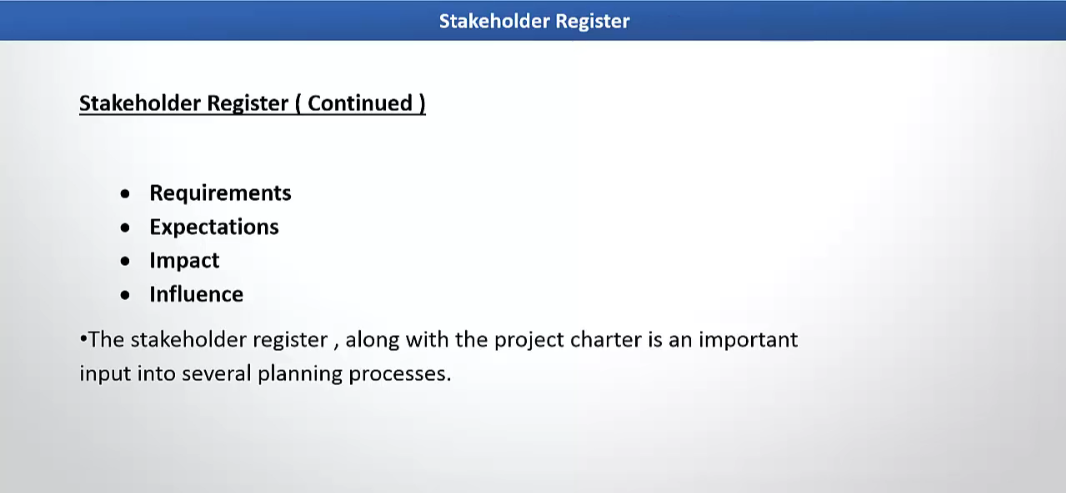 Stakeholder Register
Stakeholder Register ( Continued )
• Requirements
• Expectations
• Impact
• Influence
•The stakeholder register , along with the project charter is an important
input into several planning processes.